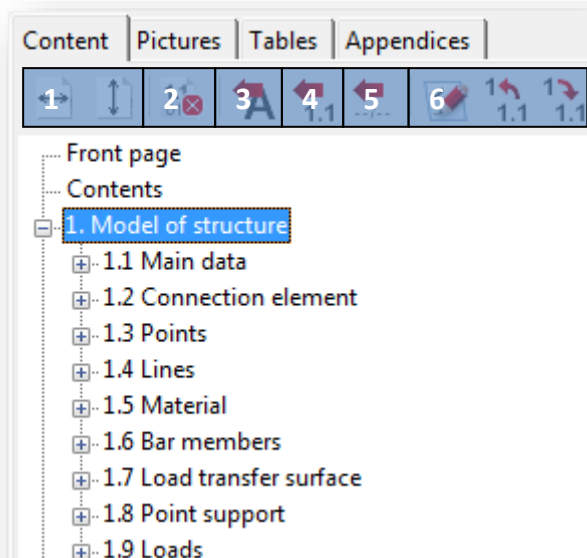 Content Pictures Tables Appendices
1 2 3 A 4 1.1 5 6 1 1.1 1 1.1
Front page
Contents
1. Model of structure
1.1 Main data
1.2 Connection element
1.3 Points
1.4 Lines
1.5 Material
1.6 Bar members
1.7 Load transfer surface
1.8 Point support
1.9 Loads